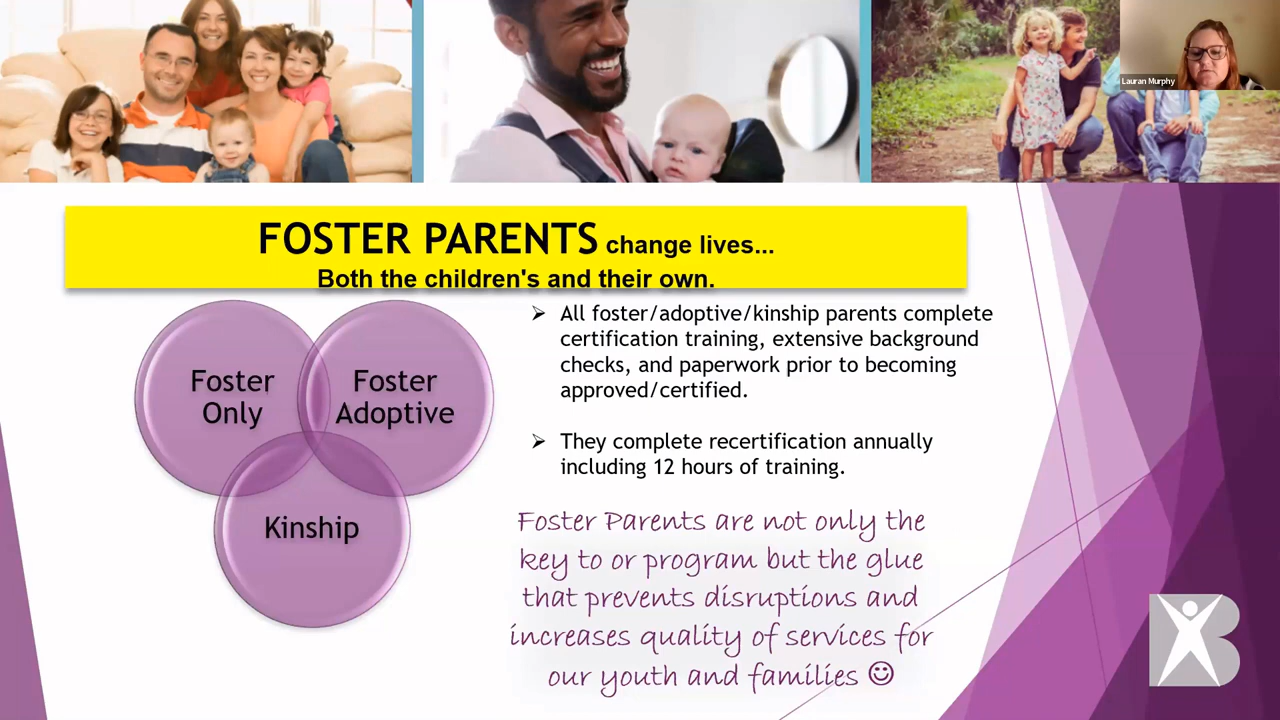 Lauran Murphy
FOSTER PARENTS change lives...
Both the children's and their own.
Foster
Only
Foster
Adoptive
Kinship
➢ All foster/adoptive/kinship parents complete
certification training, extensive background
checks, and paperwork prior to becoming
approved/certified.
➢ They complete recertification annually
including 12 hours of training.
Foster Parents are not only the
key to or program but the glue
that prevents disruptions and
increases quality of services for
our youth and families ☺
B